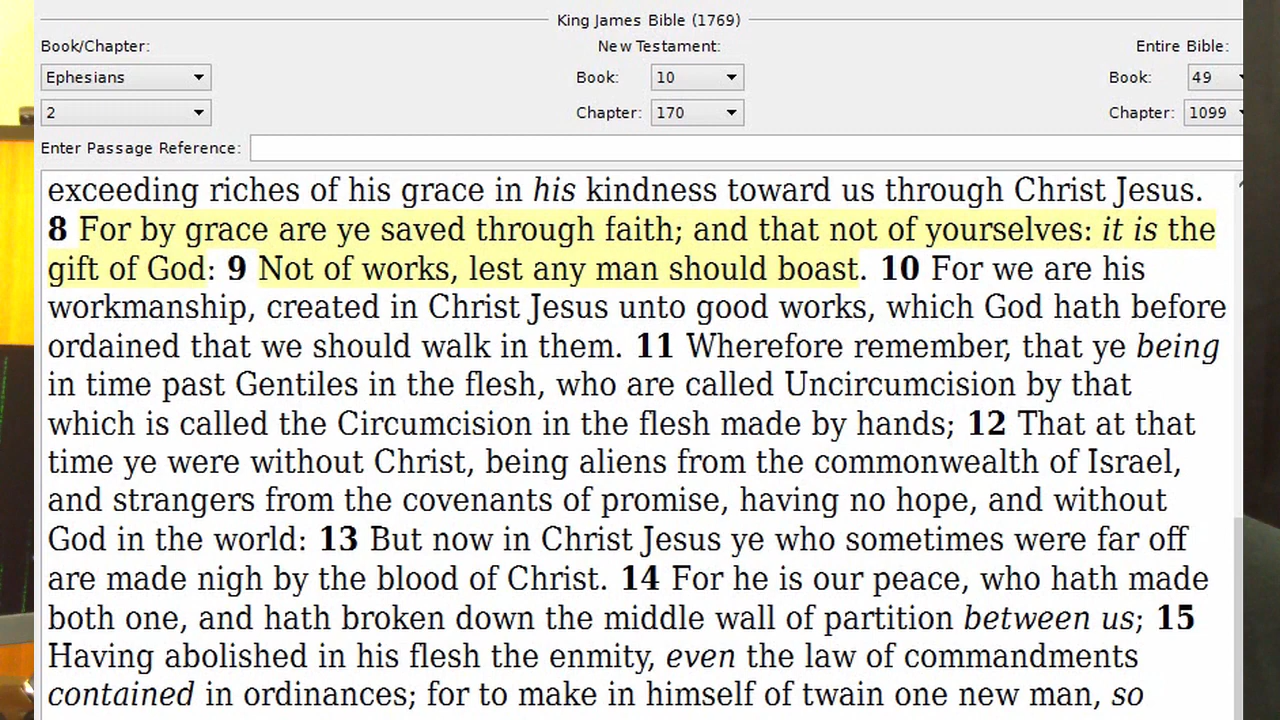 King James Bible (1769)
Book/Chapter: New Testament: Entire Bible:
Ephesians Book: 10 Book: 49
2 Chapter: 170 Chapter: 1099
Enter Passage Reference:
exceeding riches of his grace in his kindness toward us through Christ Jesus.
8 For by grace are ye saved through faith; and that not of yourselves: it is the
gift of God: 9 Not of works, lest any man should boast. 10 For we are his
workmanship, created in Christ Jesus unto good works, which God hath before
ordained that we should walk in them. 11 Wherefore remember, that ye being
in time past Gentiles in the flesh, who are called Uncircumcision by that
which is called the Circumcision in the flesh made by hands; 12 That at that
time ye were without Christ, being aliens from the commonwealth of Israel,
and strangers from the covenants of promise, having no hope, and without
God in the world: 13 But now in Christ Jesus ye who sometimes were far off
are made nigh by the blood of Christ. 14 For he is our peace, who hath made
both one, and hath broken down the middle wall of partition between us; 15
Having abolished in his flesh the enmity, even the law of commandments
contained in ordinances; for to make in himself of twain one new man, so